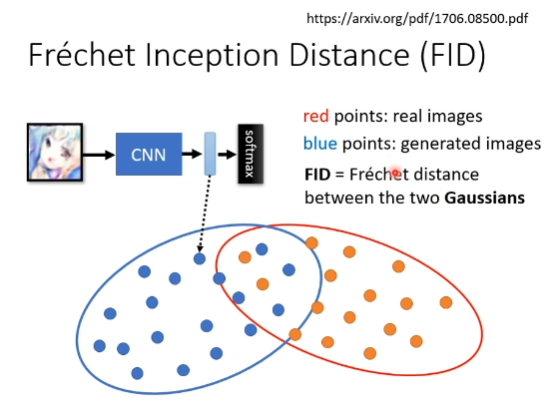 https://arxiv.org/pdf/1706.08500.pdf
Fréchet Inception Distance (FID)
CNN
softmax
red points: real images
blue points: generated images
FID = Fréchet distance
between the two Gaussians